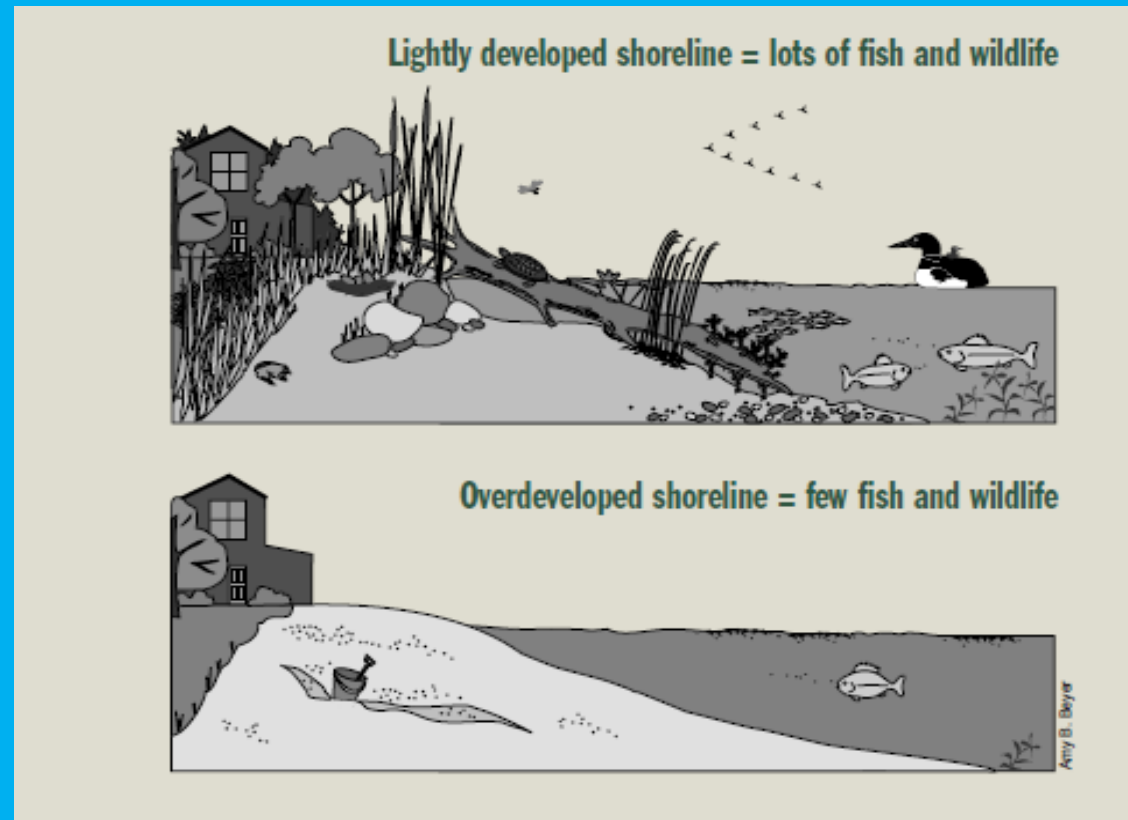 Lightly developed shoreline = lots of fish and wildlife
Overdeveloped shoreline = few fish and wildlife
Amy B. Beyer